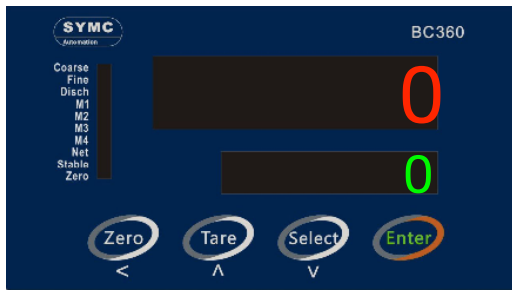 SYMC
Automation
BC360
Coarse
Fine
Disch
M1
M2
M3
M4
Net
Stable
Zero
0
0
Zero
Tare
Select
Enter
<
Λ
V